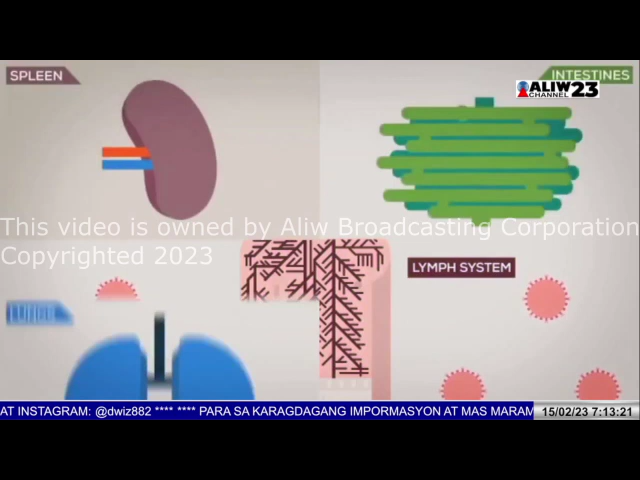 SPLEEN
INTESTINES
ALIW 23
CHANNEL
This video is owned by Aliw Broadcasting Corporation
Copyrighted 2023
LYMPH SYSTEM
AT INSTAGRAM: @dwiz882 **** **** PARA SA KARAGDAGANG IMPORMASYON AT MAS MARAM
15/02/23 7:13:21